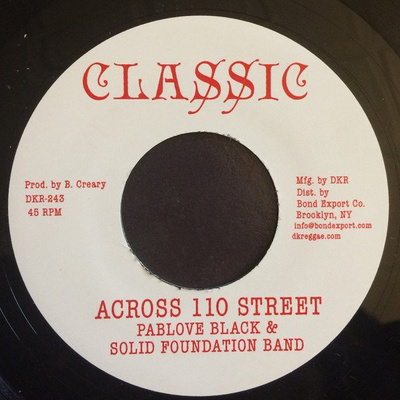 CLASSIC
Prod. by B. Creary
DKR-243
45 RPM
Mfg. by DKR
Dist. by
Bond Export Co.
Brooklyn, NY
info@bondexport.com
dkreggae.com
ACROSS 110 STREET
PABLOVE BLACK &
SOLID FOUNDATION BAND